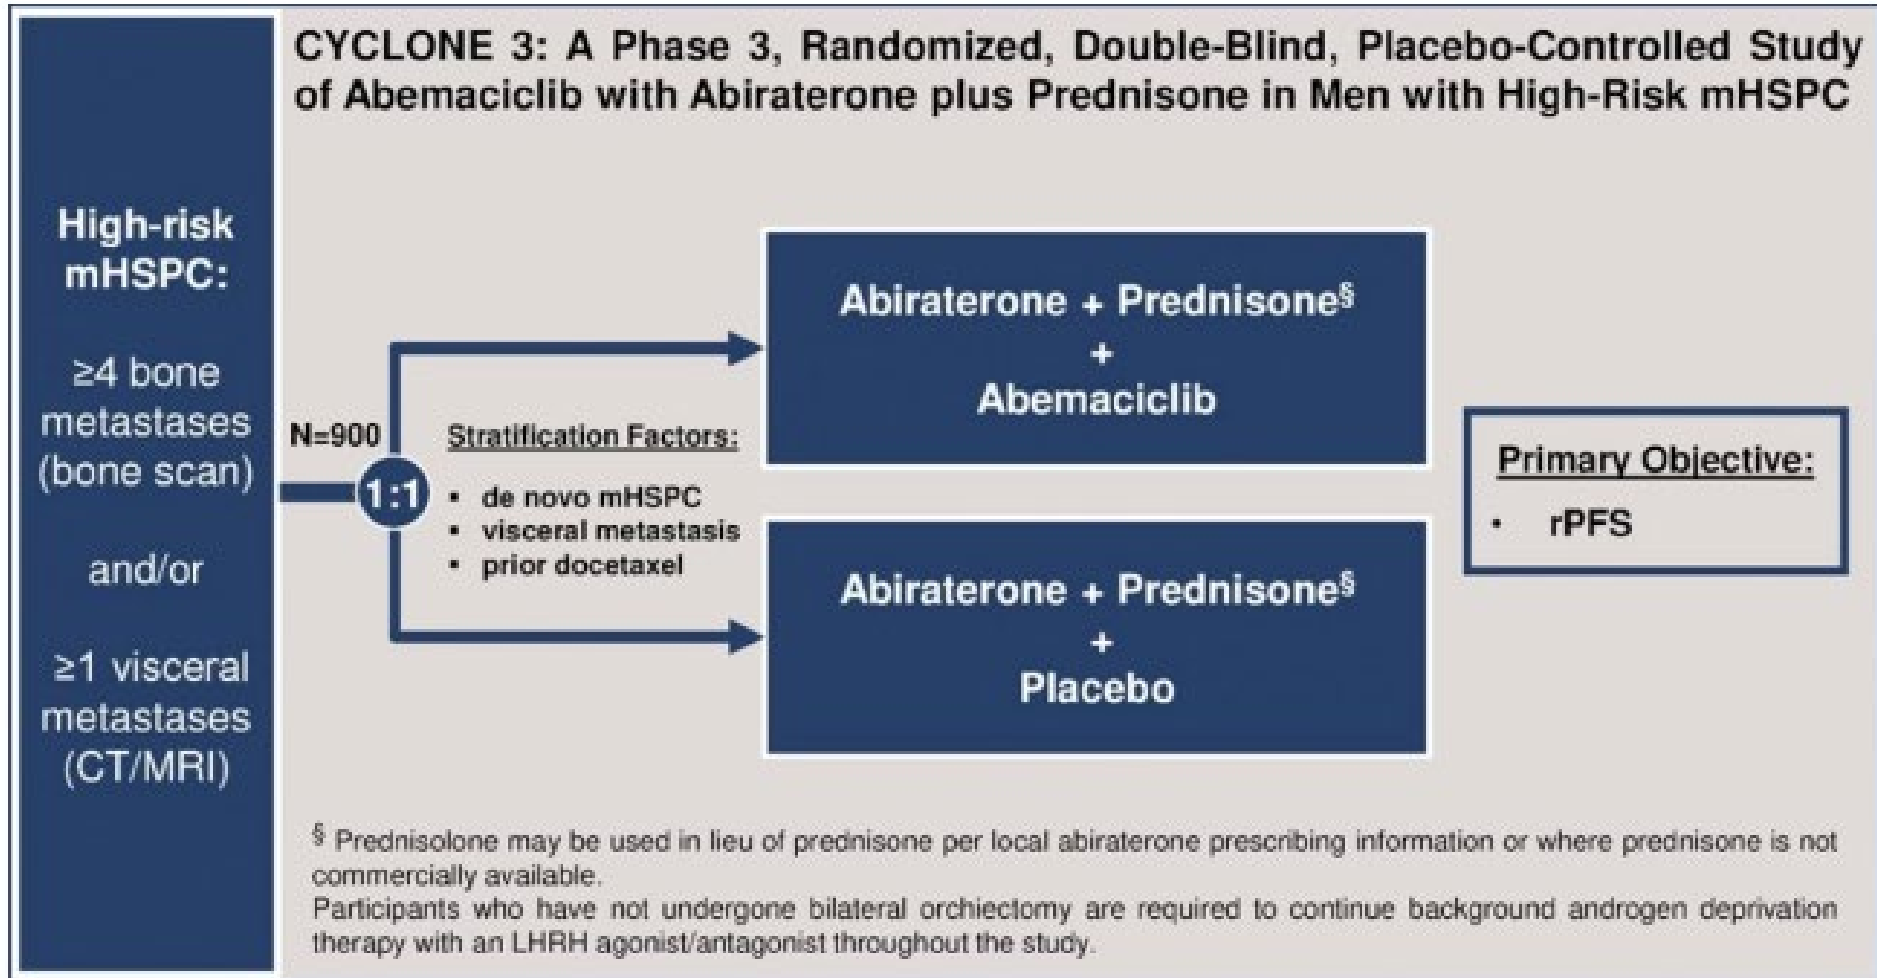 CYCLONE 3: A Phase 3, Randomized, Double-Blind, Placebo-Controlled Study
of Abemaciclib with Abiraterone plus Prednisone in Men with High-Risk mHSPC
High-risk
mHSPC:
≥4 bone
metastases
(bone scan)
and/or
≥1 visceral
metastases
(CT/MRI)
N=900
1:1
Stratification Factors:
• de novo mHSPC
• visceral metastasis
• prior docetaxel
Abiraterone + Prednisone§
+
Abemaciclib
Abiraterone + Prednisone§
+
Placebo
Primary Objective:
• rPFS
§ Prednisolone may be used in lieu of prednisone per local abiraterone prescribing information or where prednisone is not
commercially available.
Participants who have not undergone bilateral orchiectomy are required to continue background androgen deprivation
therapy with an LHRH agonist/antagonist throughout the study.